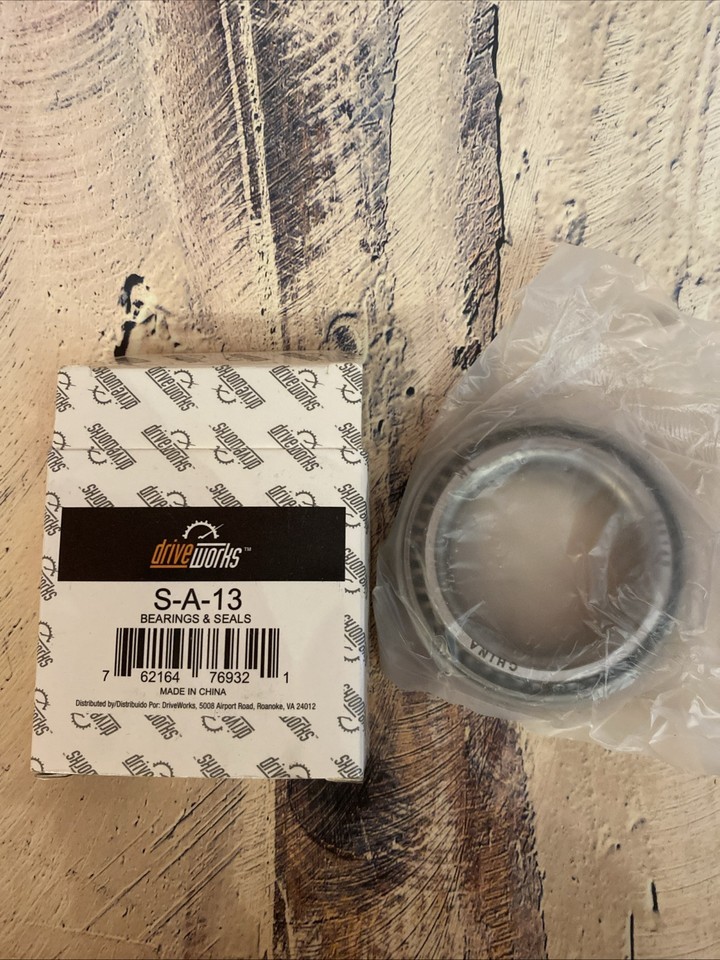 driveworks™
S-A-13
BEARINGS & SEALS
7 62164 76932 1
MADE IN CHINA
Distributed by/Distribuido Por: DriveWorks, 5008 Airport Road, Roanoke, VA 24012
CHINA